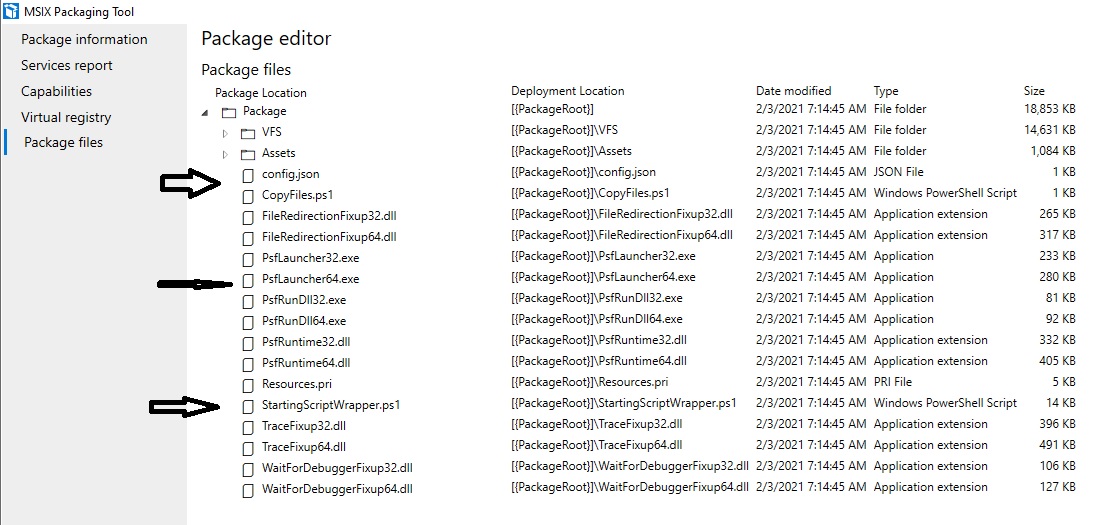 MSIX Packaging Tool
Package information
Services report
Capabilities
Virtual registry
Package files
Package editor
Package files
Package Location Deployment Location Date modified Type Size
Package [{PackageRoot}] 2/3/2021 7:14:45 AM File folder 18,853 KB
VFS [{PackageRoot}]\VFS 2/3/2021 7:14:45 AM File folder 14,631 KB
Assets [{PackageRoot}]\Assets 2/3/2021 7:14:45 AM File folder 1,084 KB
config.json [{PackageRoot}]\config.json 2/3/2021 7:14:45 AM JSON File 1 KB
CopyFiles.ps1 [{PackageRoot}]\CopyFiles.ps1 2/3/2021 7:14:45 AM Windows PowerShell Script 1 KB
FileRedirectionFixup32.dll [{PackageRoot}]\FileRedirectionFixup32.dll 2/3/2021 7:14:45 AM Application extension 265 KB
FileRedirectionFixup64.dll [{PackageRoot}]\FileRedirectionFixup64.dll 2/3/2021 7:14:45 AM Application extension 317 KB
PsfLauncher32.exe [{PackageRoot}]\PsfLauncher32.exe 2/3/2021 7:14:45 AM Application 233 KB
PsfLauncher64.exe [{PackageRoot}]\PsfLauncher64.exe 2/3/2021 7:14:45 AM Application 280 KB
PsfRunDll32.exe [{PackageRoot}]\PsfRunDll32.exe 2/3/2021 7:14:45 AM Application 81 KB
PsfRunDll64.exe [{PackageRoot}]\PsfRunDll64.exe 2/3/2021 7:14:45 AM Application 92 KB
PsfRuntime32.dll [{PackageRoot}]\PsfRuntime32.dll 2/3/2021 7:14:45 AM Application extension 332 KB
PsfRuntime64.dll [{PackageRoot}]\PsfRuntime64.dll 2/3/2021 7:14:45 AM Application extension 405 KB
Resources.pri [{PackageRoot}]\Resources.pri 2/3/2021 7:14:45 AM PRI File 5 KB
StartingScriptWrapper.ps1 [{PackageRoot}]\StartingScriptWrapper.ps1 2/3/2021 7:14:45 AM Windows PowerShell Script 14 KB
TraceFixup32.dll [{PackageRoot}]\TraceFixup32.dll 2/3/2021 7:14:45 AM Application extension 396 KB
TraceFixup64.dll [{PackageRoot}]\TraceFixup64.dll 2/3/2021 7:14:45 AM Application extension 491 KB
WaitForDebuggerFixup32.dll [{PackageRoot}]\WaitForDebuggerFixup32.dll 2/3/2021 7:14:45 AM Application extension 106 KB
WaitForDebuggerFixup64.dll [{PackageRoot}]\WaitForDebuggerFixup64.dll 2/3/2021 7:14:45 AM Application extension 127 KB